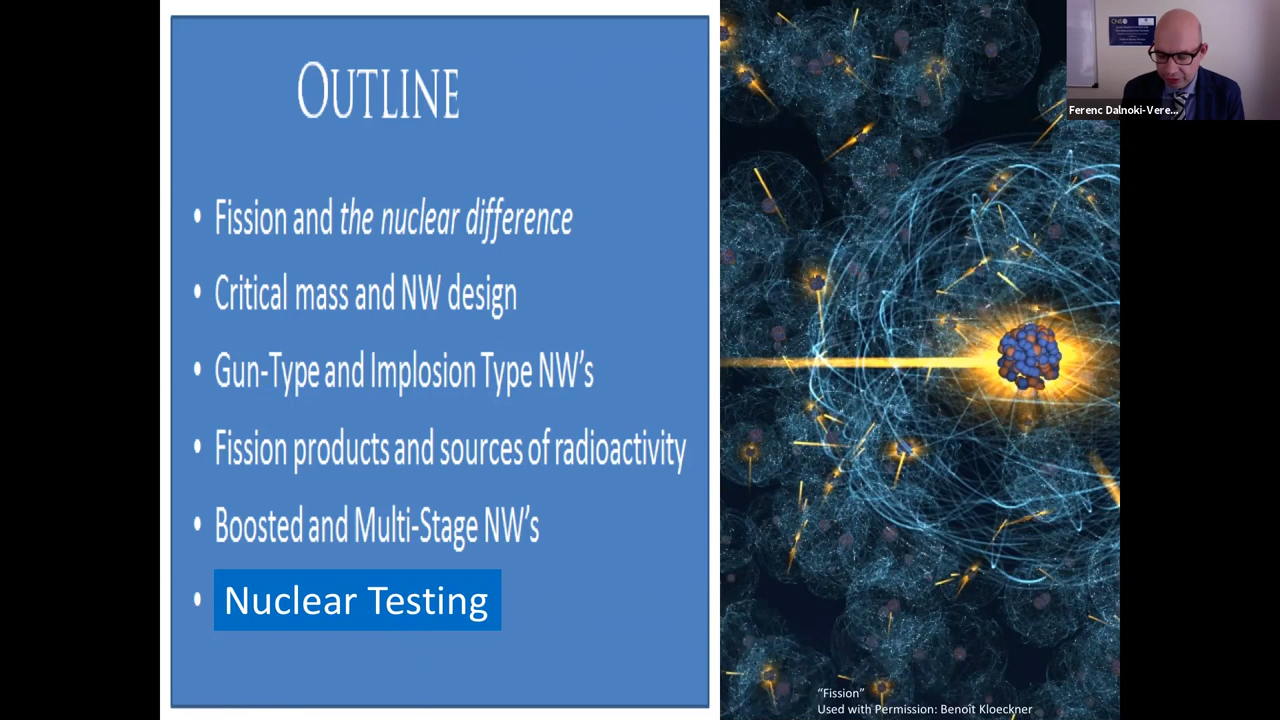 OUTLINE
• Fission and the nuclear difference
• Critical mass and NW design
• Gun-Type and Implosion Type NW’s
• Fission products and sources of radioactivity
• Boosted and Multi-Stage NW’s
• Nuclear Testing
“Fission”
Used with Permission: Benoît Kloeckner
Ferenc Dalnoki-Vere...